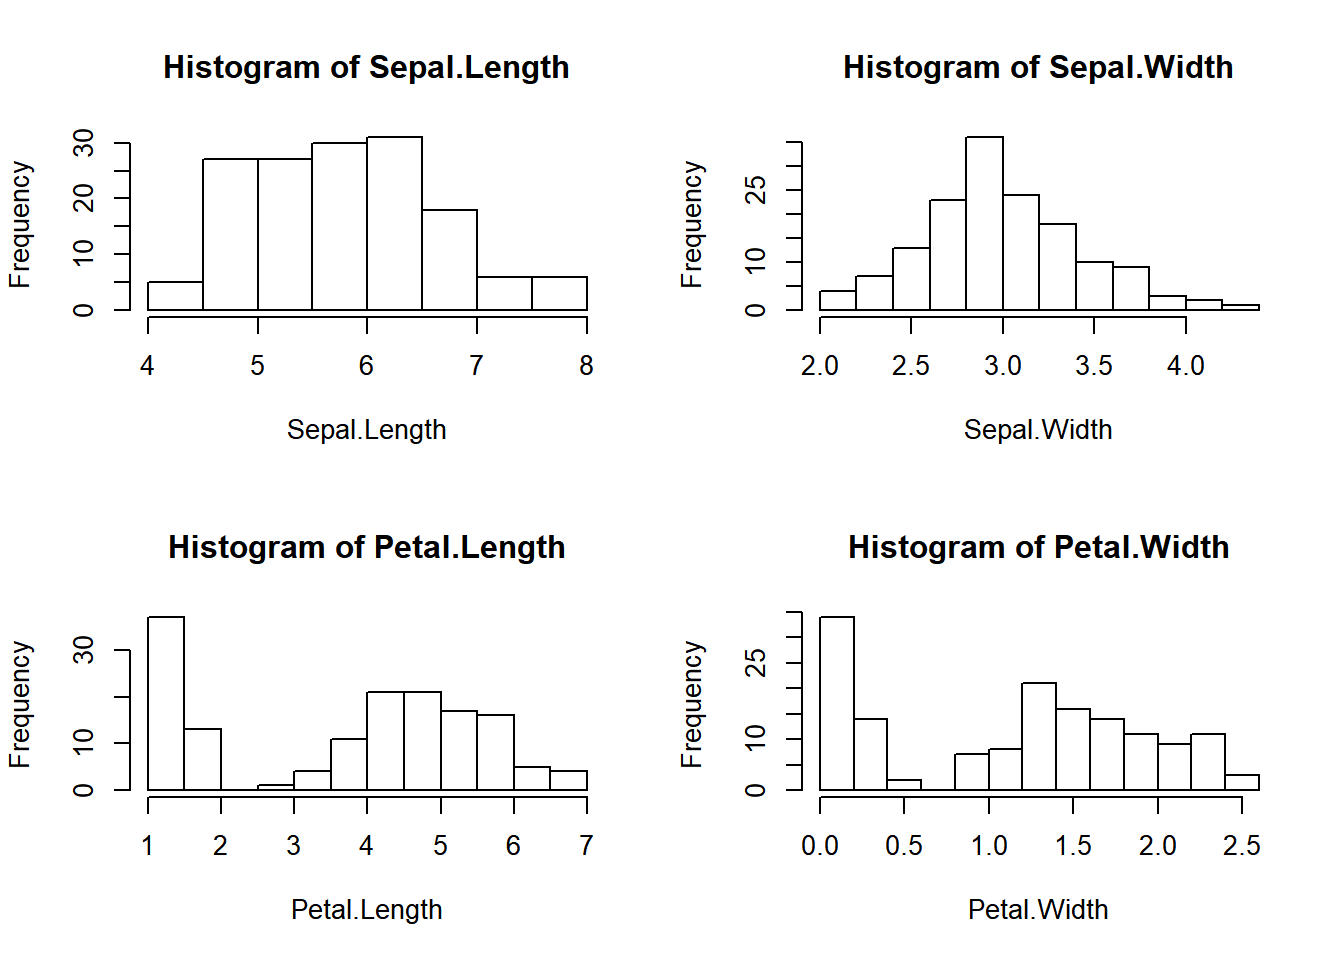 Histogram of Sepal.Length
Frequency
0 10 20 30
4 5 6 7 8
Sepal.Length
Histogram of Sepal.Width
Frequency
0 10 25
2.0 2.5 3.0 3.5 4.0
Sepal.Width
Histogram of Petal.Length
Frequency
0 10 30
1 2 3 4 5 6 7
Petal.Length
Histogram of Petal.Width
Frequency
0 10 25
0.0 0.5 1.0 1.5 2.0 2.5
Petal.Width